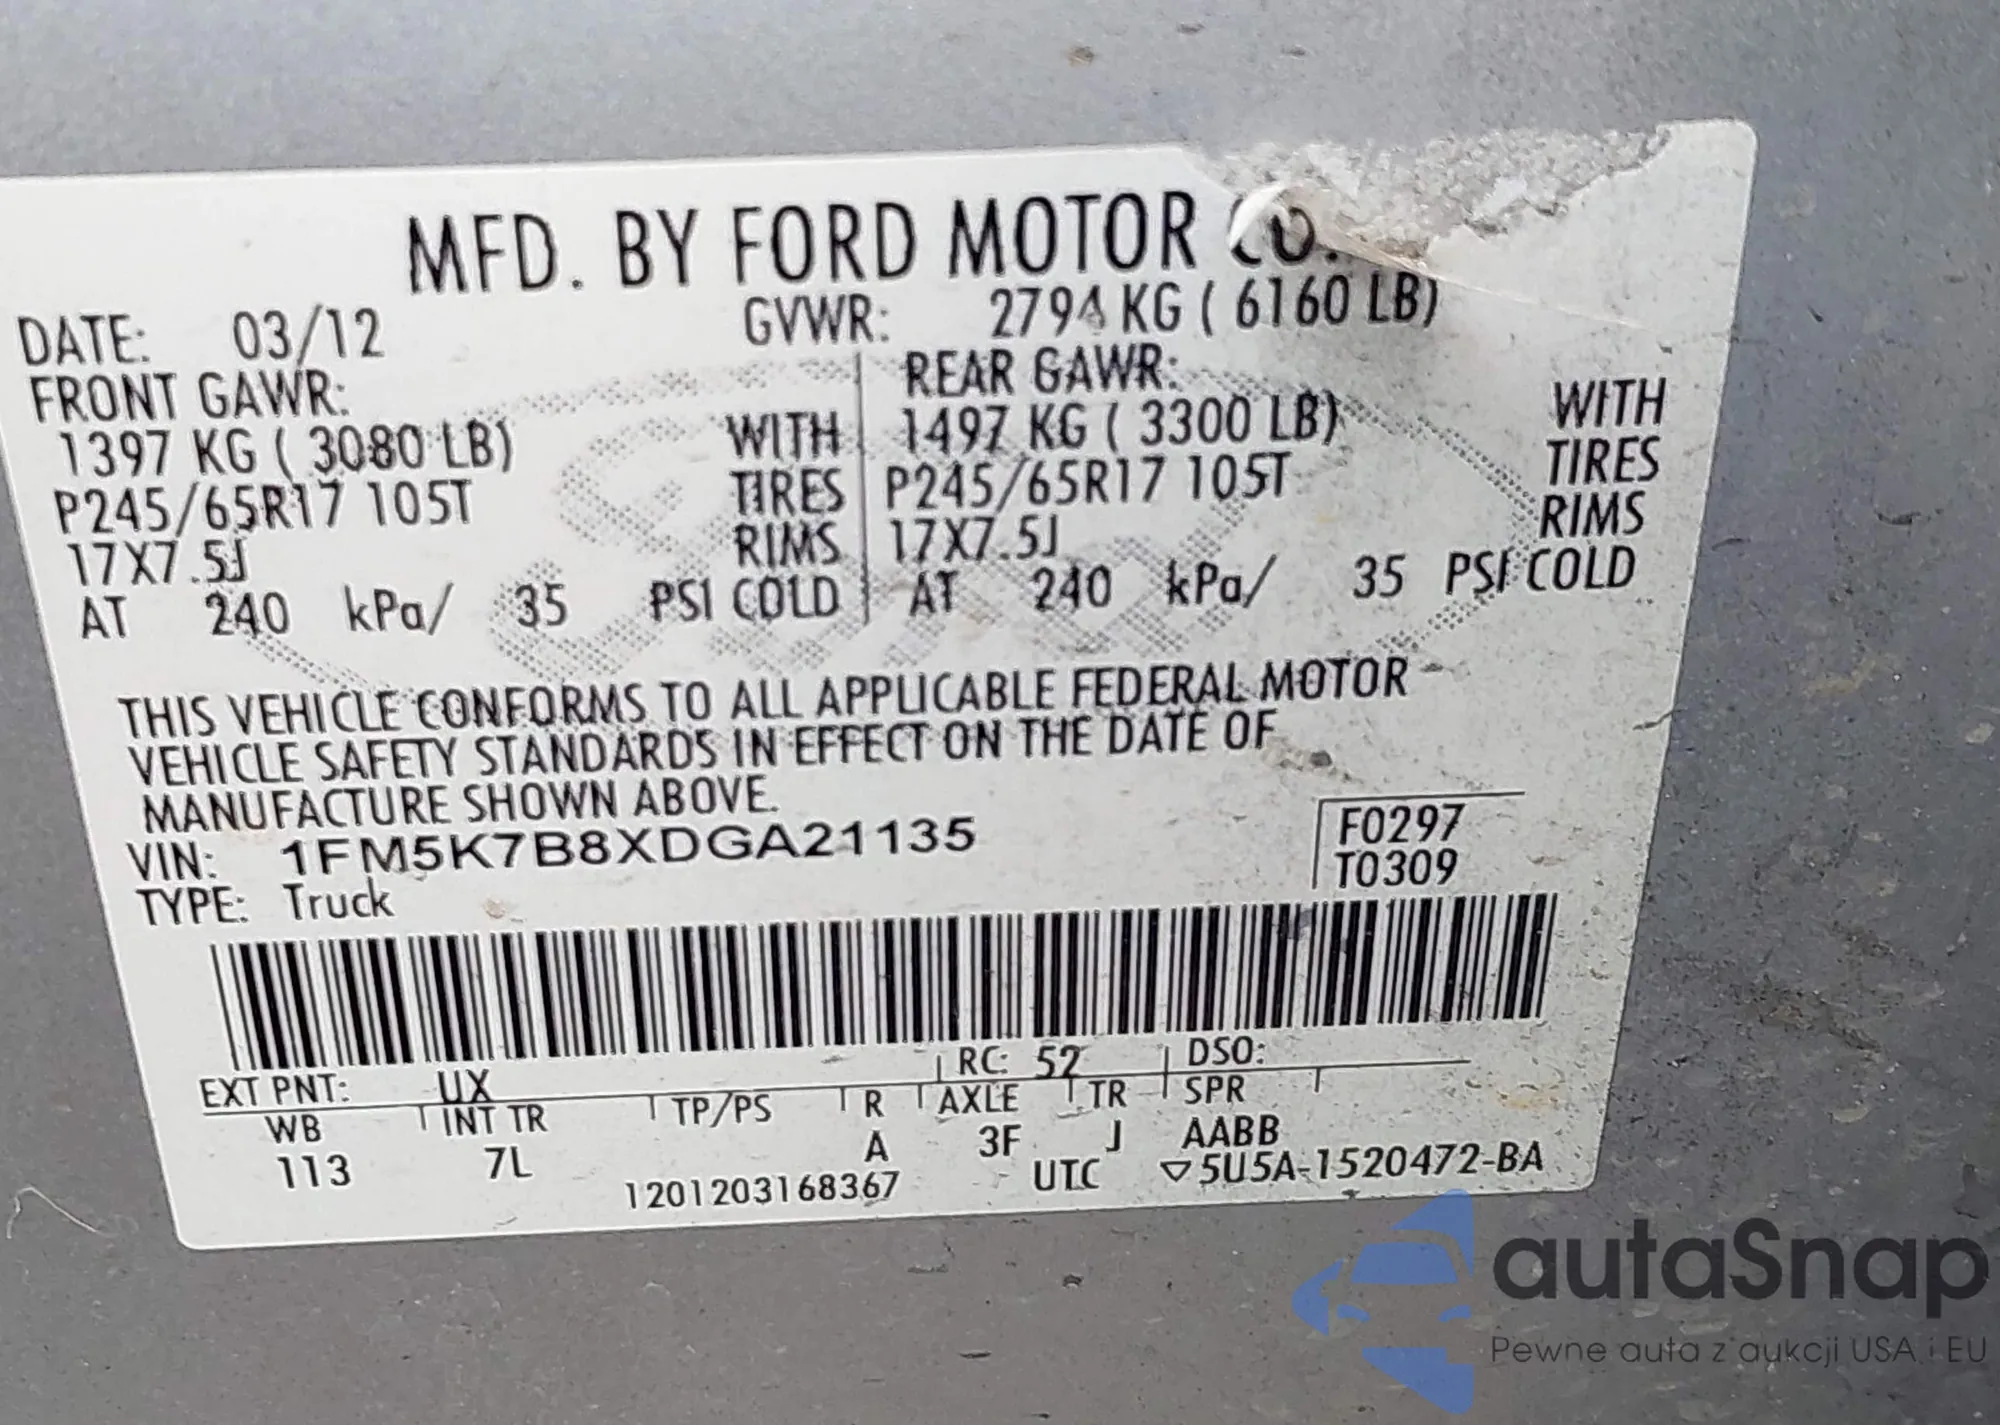 MFD. BY FORD MOTOR CO.
DATE: 03/12 GVWR: 2794 KG ( 6160 LB)
FRONT GAWR: REAR GAWR:
1397 KG ( 3080 LB) WITH 1497 KG ( 3300 LB) WITH
P245/65R17 105T TIRES P245/65R17 105T TIRES
17X7.5J RIMS 17X7.5J RIMS
AT 240 kPa/ 35 PSI COLD AT 240 kPa/ 35 PSI COLD
THIS VEHICLE CONFORMS TO ALL APPLICABLE FEDERAL MOTOR
VEHICLE SAFETY STANDARDS IN EFFECT ON THE DATE OF
MANUFACTURE SHOWN ABOVE.
VIN: 1FM5K7B8XDGA21135 F0297
TYPE: Truck T0309
EXT PNT: UX RC: 52 DSO:
WB INT TR TP/PS R AXLE TR SPR
113 7L A 3F J AABB
1201203168367 UTC ▽5U5A-1520472-BA
autaSnap
Pewne auta z aukcji USA i EU